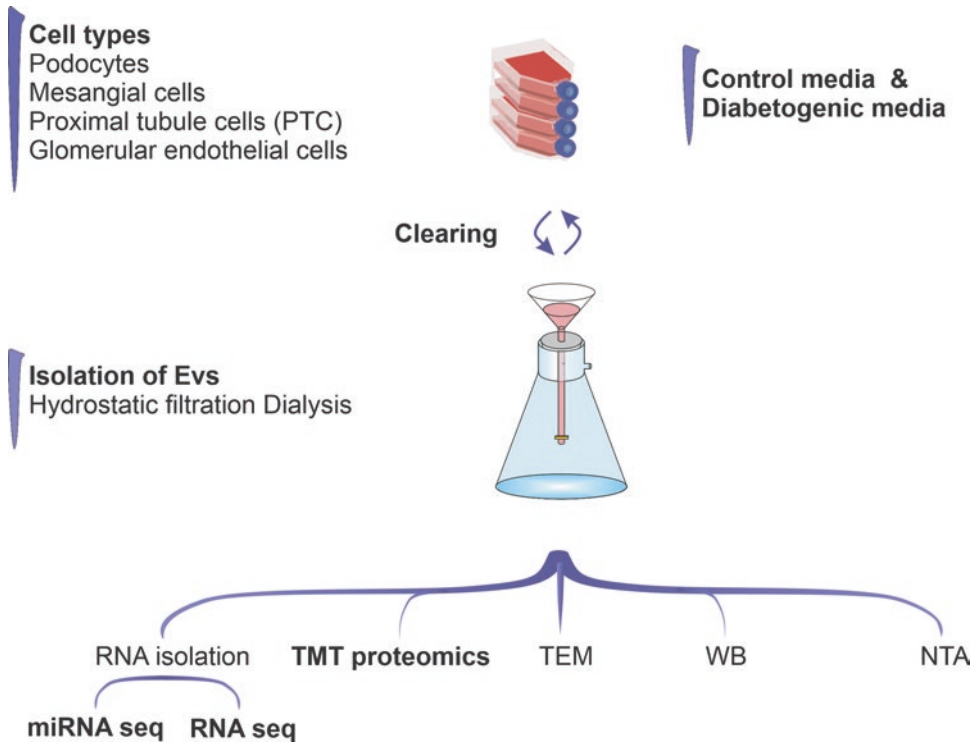 Cell types
Podocytes
Mesangial cells
Proximal tubule cells (PTC)
Glomerular endothelial cells
Control media &
Diabetogenic media
Clearing
Isolation of Evs
Hydrostatic filtration Dialysis
RNA isolation
TMT proteomics
TEM
WB
NTA
miRNA seq
RNA seq